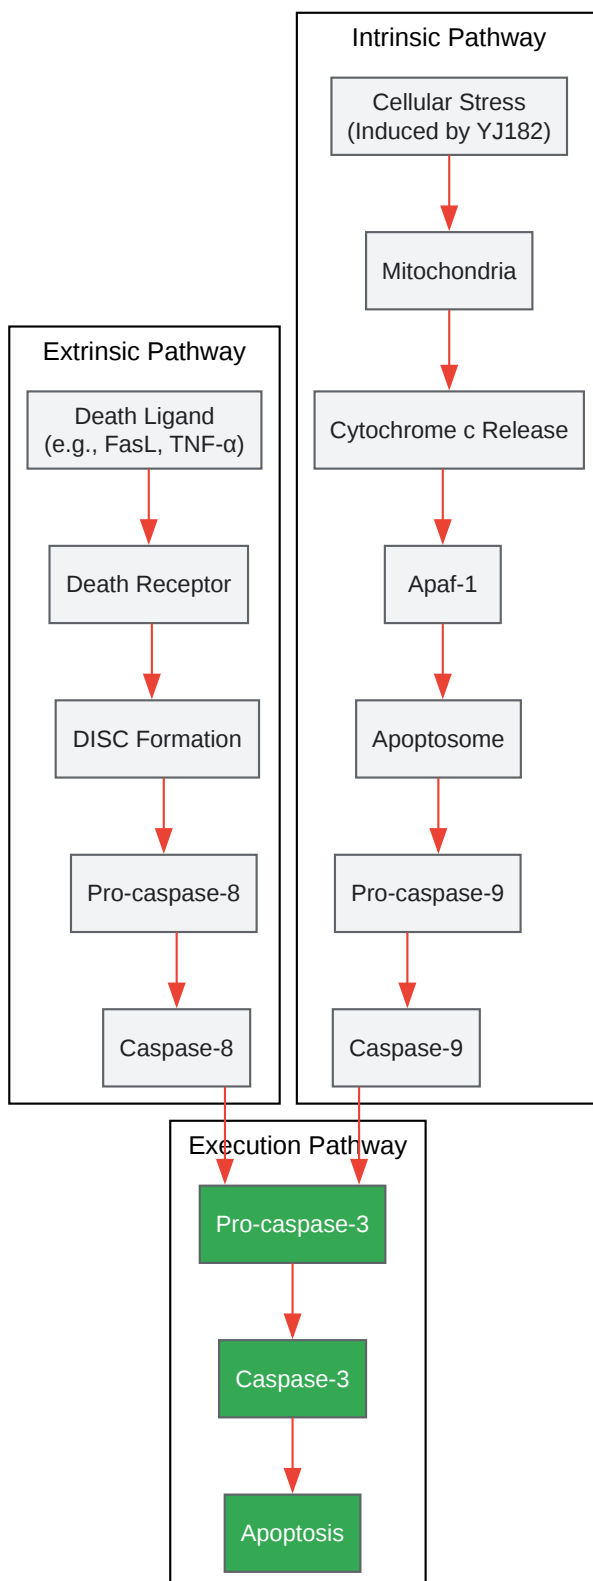 Intrinsic Pathway
Cellular Stress
(Induced by YJ182)
Mitochondria
Cytochrome c Release
Apaf-1
Apoptosome
Pro-caspase-9
Caspase-9
Extrinsic Pathway
Death Ligand
(e.g., FasL, TNF-α)
Death Receptor
DISC Formation
Pro-caspase-8
Caspase-8
Execution Pathway
Pro-caspase-3
Caspase-3
Apoptosis